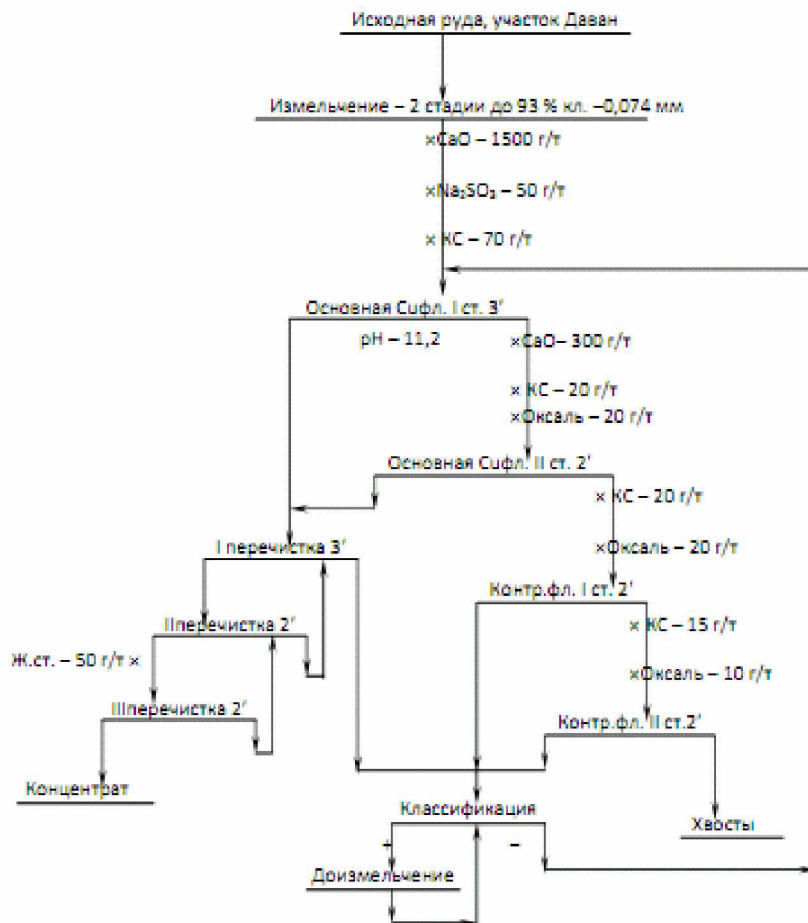 Исходная руда, участок Даван
Измельчение – 2 стадии до 93 % кл. –0,074 мм
×CaO – 1500 г/т
×Na₂SO₃ – 50 г/т
× КС – 70 г/т
Основная Cuфл. I ст. 3′
pH – 11,2
×CaO– 300 г/т
× КС – 20 г/т
×Оксаль – 20 г/т
Основная Cuфл. II ст. 2′
× КС – 20 г/т
×Оксаль – 20 г/т
I перечистка 3′
Контр.фл. I ст. 2′
IIперечистка 2′
× КС – 15 г/т
Ж.ст. – 50 г/т ×
×Оксаль – 10 г/т
IIIперечистка 2′
Контр.фл. II ст.2′
Концентрат
Классификация
Хвосты
+
–
Доизмельчение